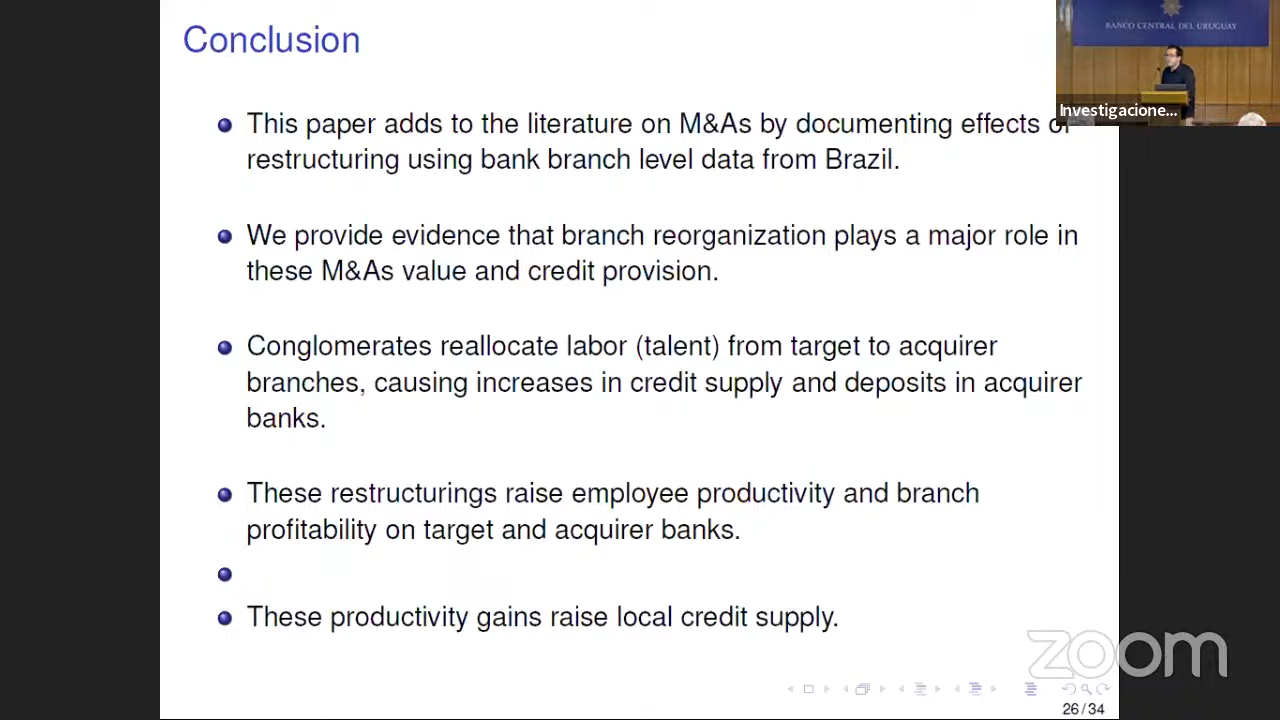 Conclusion
BANCO CENTRAL DEL URUGUAY
Investigacione...
This paper adds to the literature on M&As by documenting effects of
restructuring using bank branch level data from Brazil.
We provide evidence that branch reorganization plays a major role in
these M&As value and credit provision.
Conglomerates reallocate labor (talent) from target to acquirer
branches, causing increases in credit supply and deposits in acquirer
banks.
These restructurings raise employee productivity and branch
profitability on target and acquirer banks.
These productivity gains raise local credit supply.
zoom
26/34